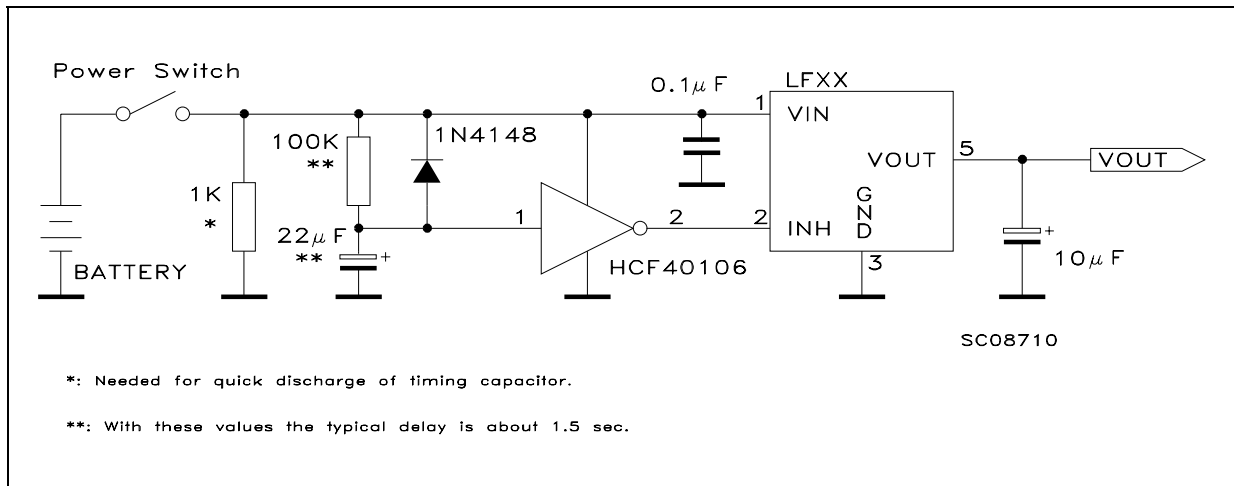 Power Switch
BATTERY
1K
*
100K
**
22μF
**
+
1N4148
1
2
HCF40106
0.1μF
LFXX
1
VIN
2
INH
GND
3
VOUT
5
VOUT
+
10μF
SC08710
*: Needed for quick discharge of timing capacitor.
**: With these values the typical delay is about 1.5 sec.